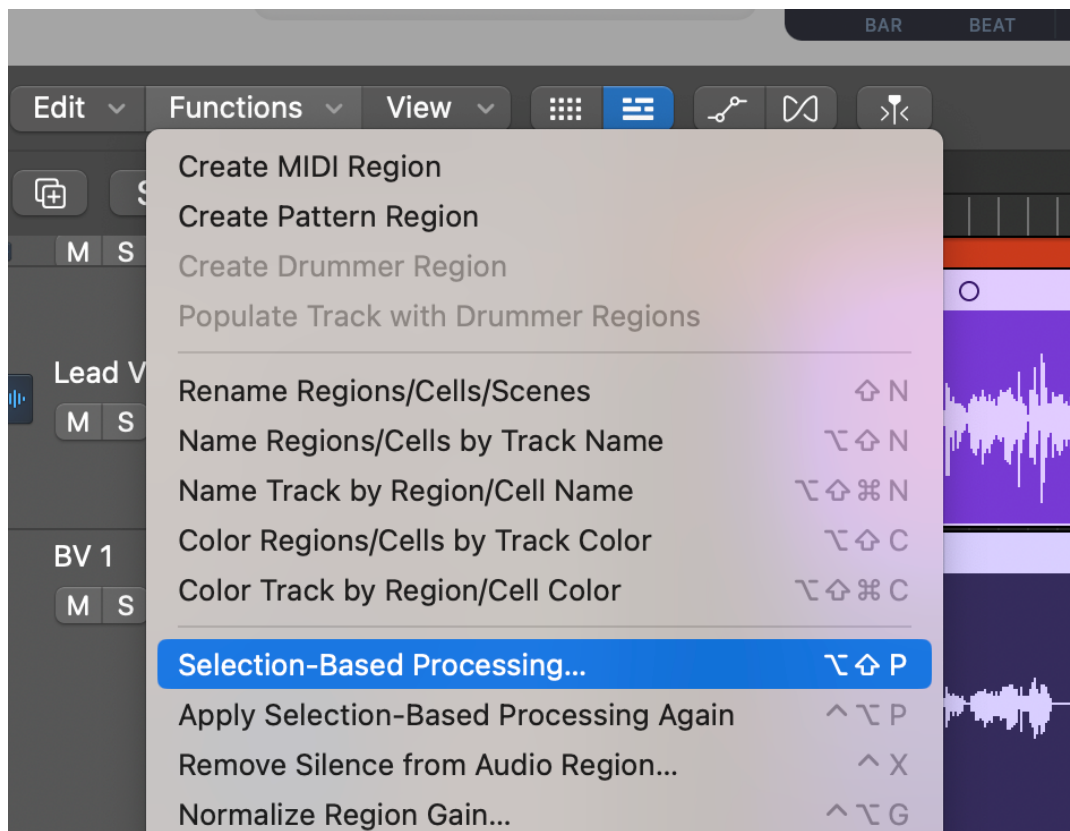 BAR BEAT
Edit Functions View
Create MIDI Region
Create Pattern Region
M S
Create Drummer Region
Populate Track with Drummer Regions
Lead V
Rename Regions/Cells/Scenes ⇧ N
M S
Name Regions/Cells by Track Name ⌥ ⇧ N
Name Track by Region/Cell Name ⌥ ⇧ ⌘ N
Color Regions/Cells by Track Color ⌥ ⇧ C
BV 1
Color Track by Region/Cell Color ⌥ ⇧ ⌘ C
M S
Selection-Based Processing... ⌥ ⇧ P
Apply Selection-Based Processing Again ^ ⌥ P
Remove Silence from Audio Region... ^ X
Normalize Region Gain... ^ ⌥ G